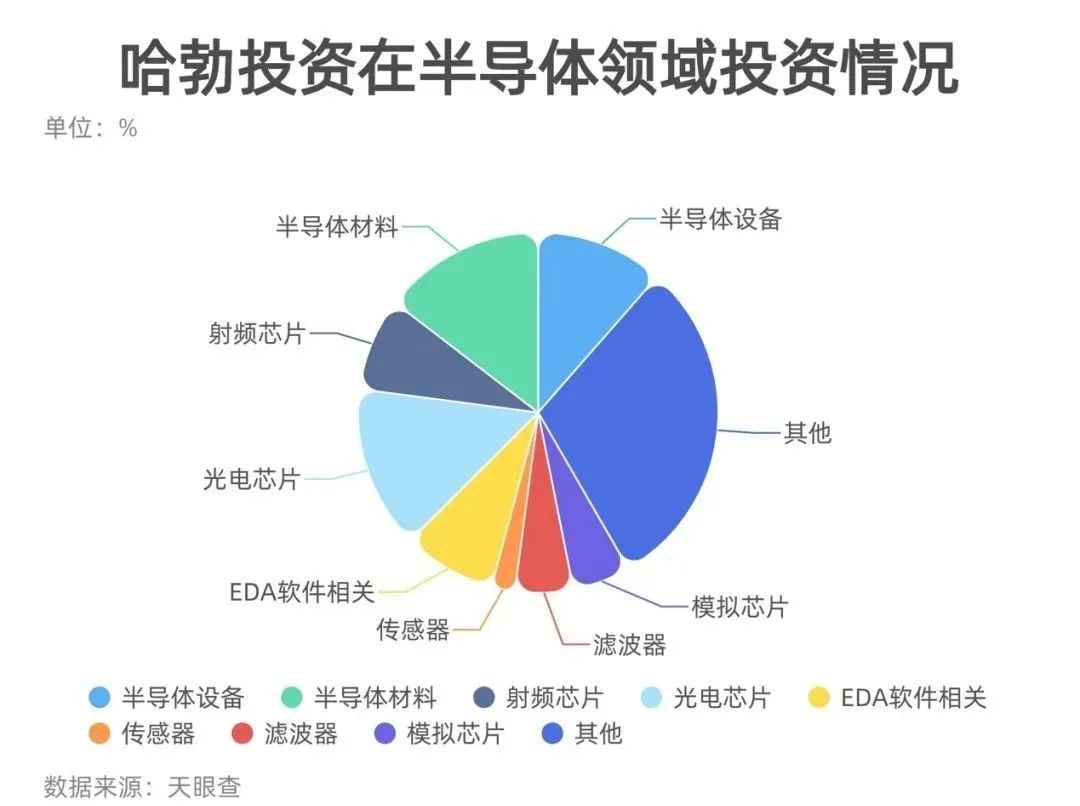 哈勃投资在半导体领域投资情况
单位：%
半导体设备
半导体材料
射频芯片
其他
光电芯片
EDA软件相关
模拟芯片
传感器
滤波器
半导体设备 半导体材料 射频芯片 光电芯片 EDA软件相关
传感器 滤波器 模拟芯片 其他
数据来源：天眼查